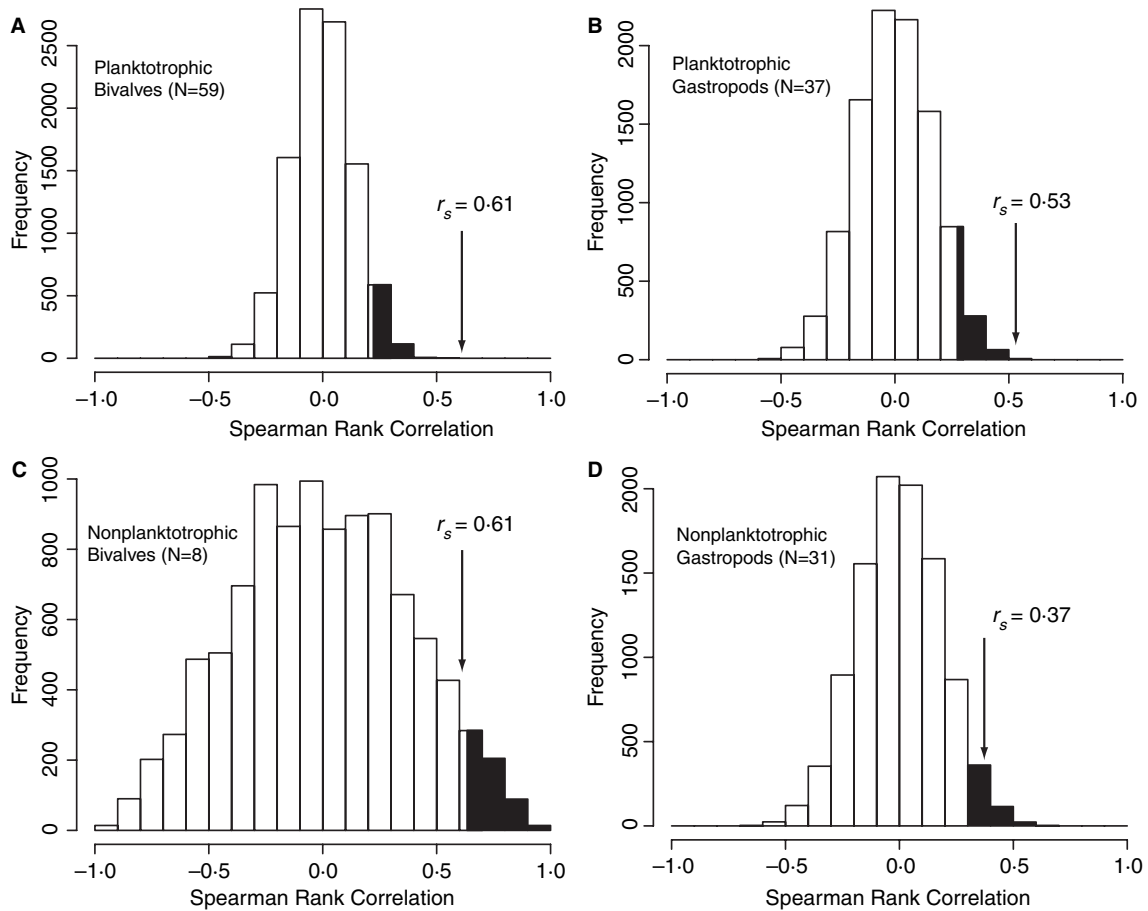 A
Planktotrophic
Bivalves (N=59)
rs = 0·61
Frequency
0
500
1000
1500
2000
2500
−1·0
−0·5
0·0
0·5
1·0
Spearman Rank Correlation
B
Planktotrophic
Gastropods (N=37)
rs = 0·53
Frequency
0
500
1000
1500
2000
−1·0
−0·5
0·0
0·5
1·0
Spearman Rank Correlation
C
Nonplanktotrophic
Bivalves (N=8)
rs = 0·61
Frequency
0
200
400
600
800
1000
−1·0
−0·5
0·0
0·5
1·0
Spearman Rank Correlation
D
Nonplanktotrophic
Gastropods (N=31)
rs = 0·37
Frequency
0
500
1000
1500
2000
−1·0
−0·5
0·0
0·5
1·0
Spearman Rank Correlation